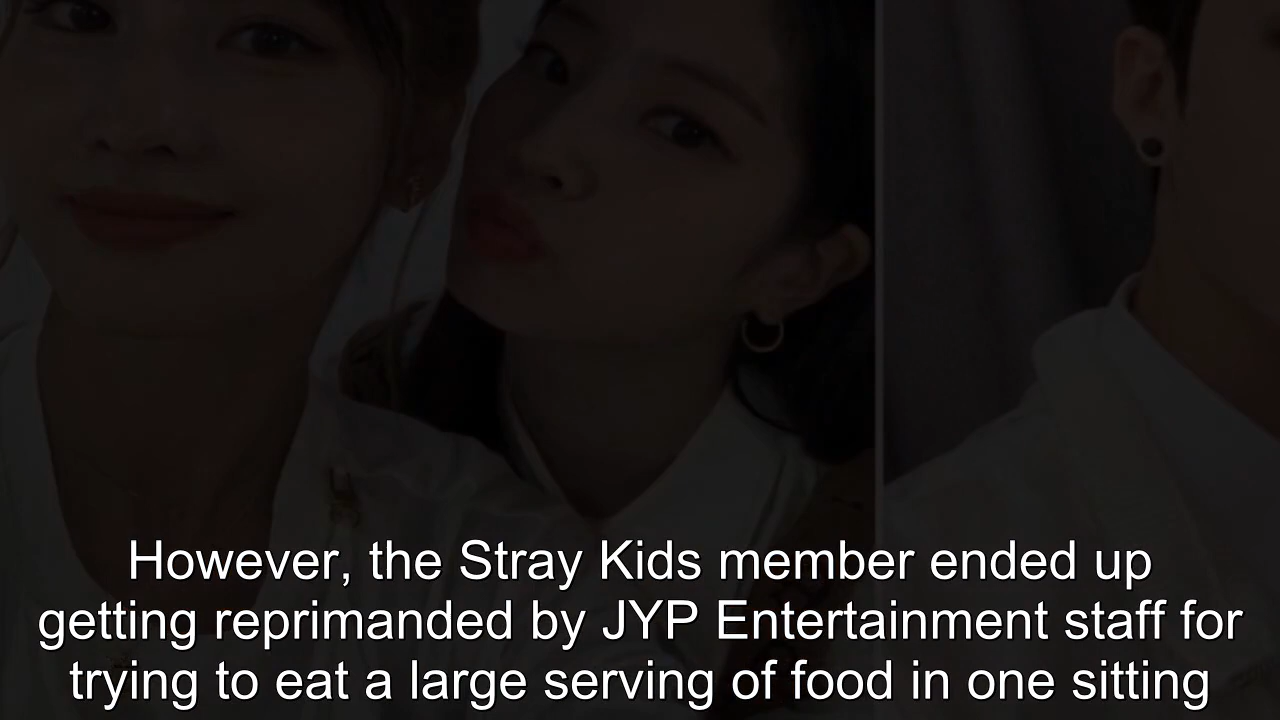 However, the Stray Kids member ended up
getting reprimanded by JYP Entertainment staff for
trying to eat a large serving of food in one sitting